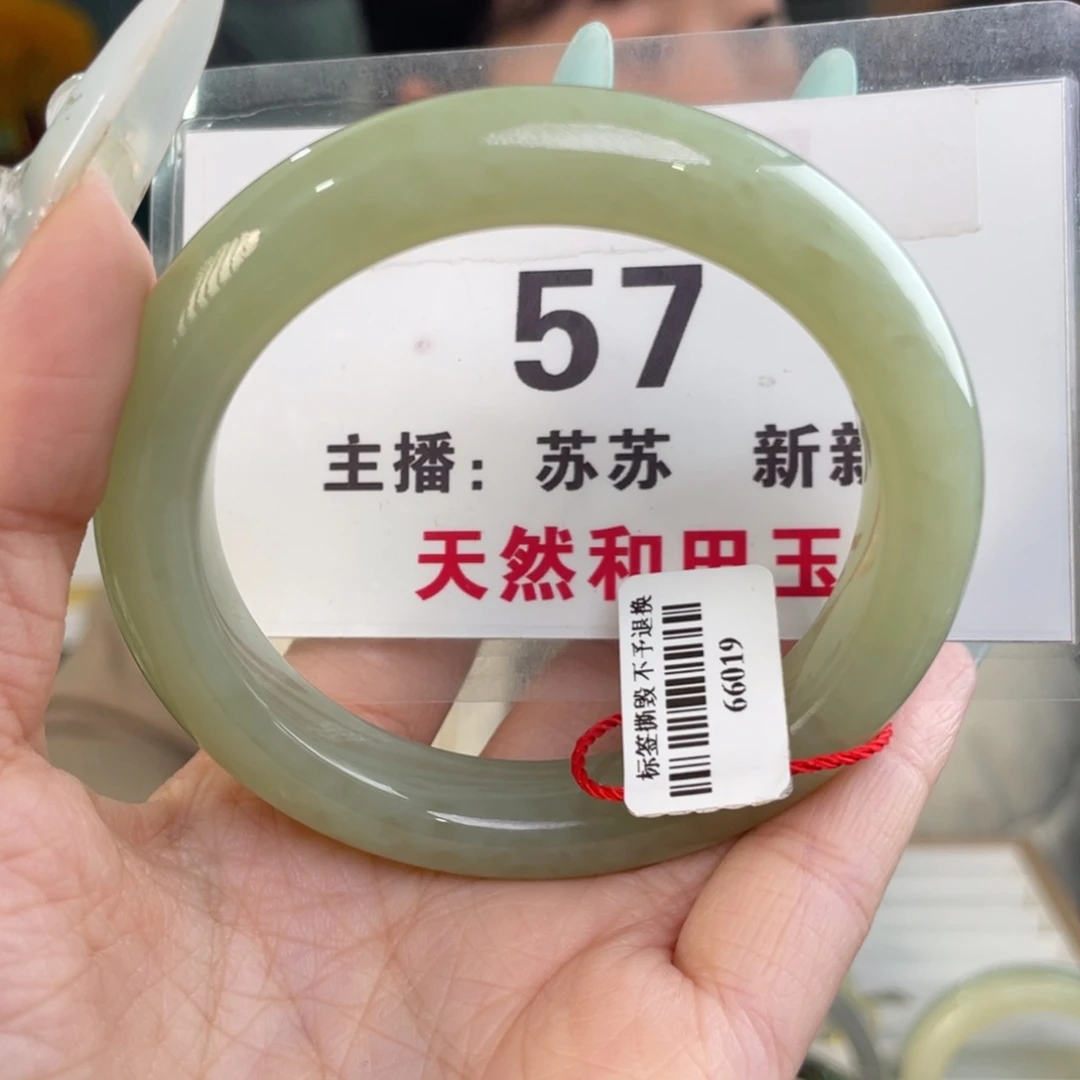 57
主播：苏苏 新新
天然和田玉
标签撕毁 不予退换
66019